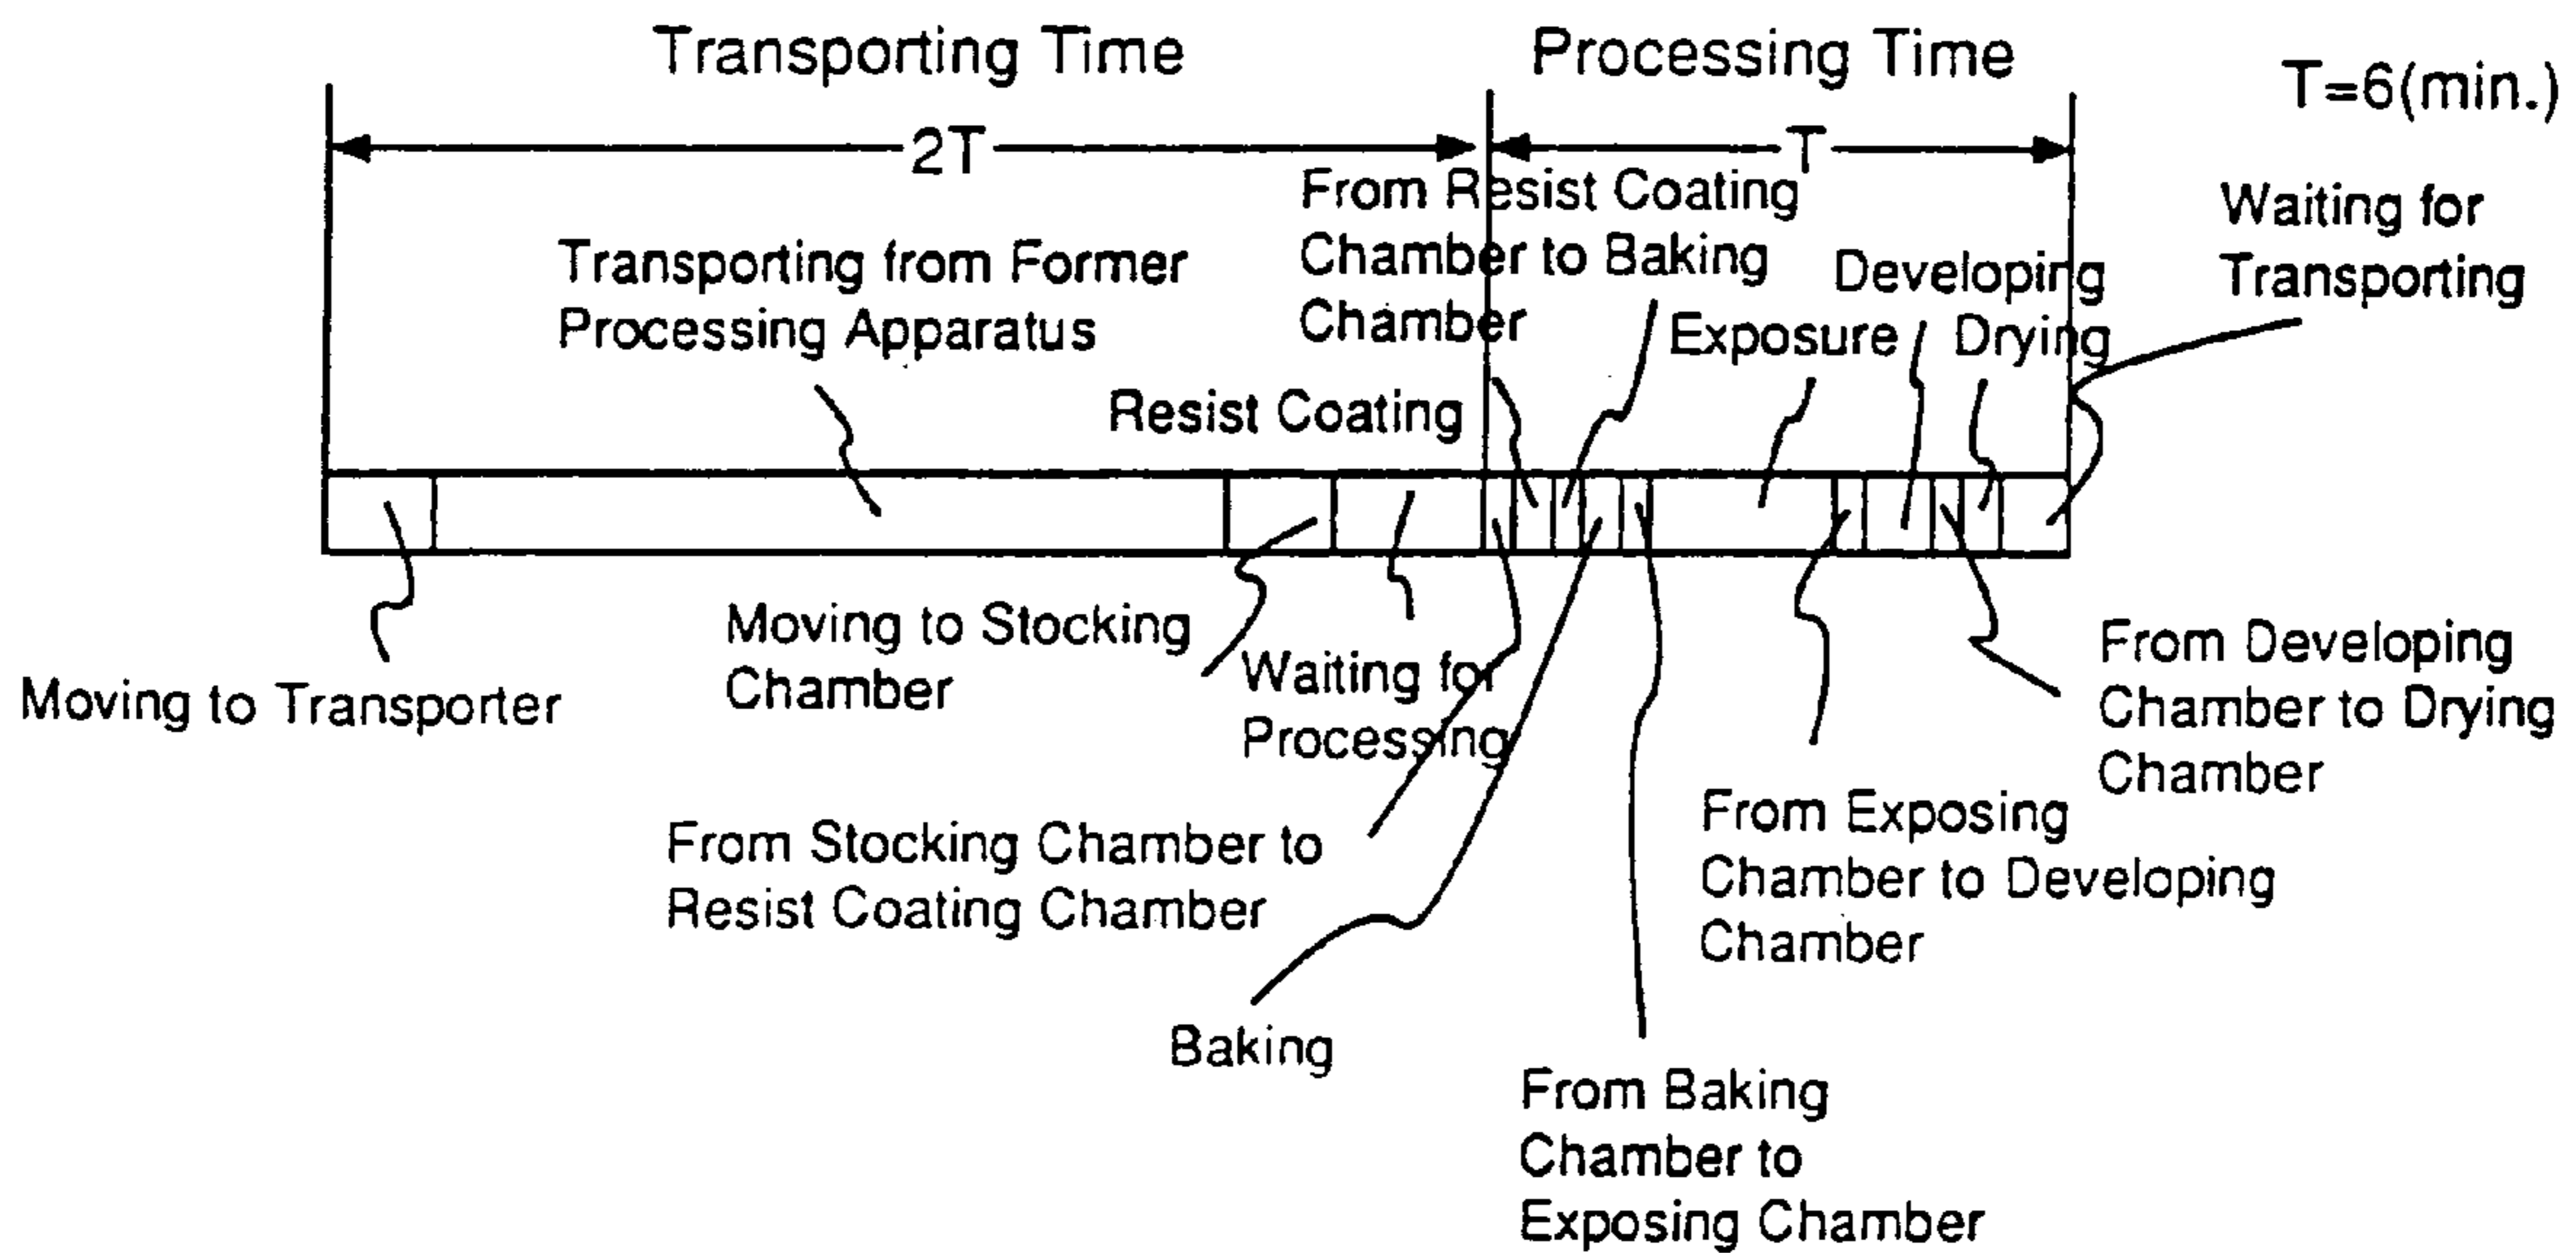 Transporting Time
Processing Time
T=6(min.)
2T
T
From Resist Coating
Chamber to Baking
Chamber
Waiting for
Transporting
Transporting from Former
Processing Apparatus
Developing
Exposure
Drying
Resist Coating
Moving to Transporter
Moving to Stocking
Chamber
Waiting for
Processing
From Developing
Chamber to Drying
Chamber
From Stocking Chamber to
Resist Coating Chamber
From Exposing
Chamber to Developing
Chamber
Baking
From Baking
Chamber to
Exposing Chamber